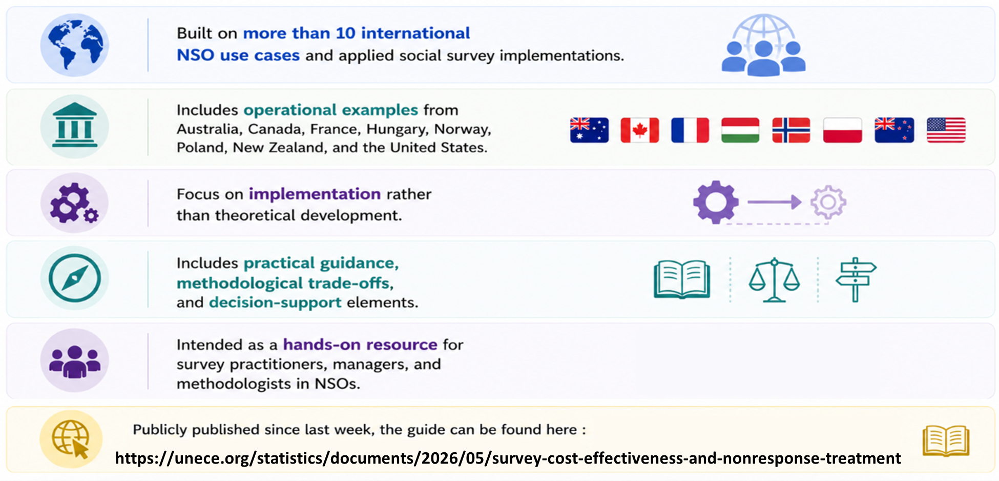 Built on more than 10 international
NSO use cases and applied social survey implementations.
Includes operational examples from
Australia, Canada, France, Hungary, Norway,
Poland, New Zealand, and the United States.
Focus on implementation rather
than theoretical development.
Includes practical guidance,
methodological trade-offs,
and decision-support elements.
Intended as a hands-on resource for
survey practitioners, managers, and
methodologists in NSOs.
Publicly published since last week, the guide can be found here :
https://unece.org/statistics/documents/2026/05/survey-cost-effectiveness-and-nonresponse-treatment